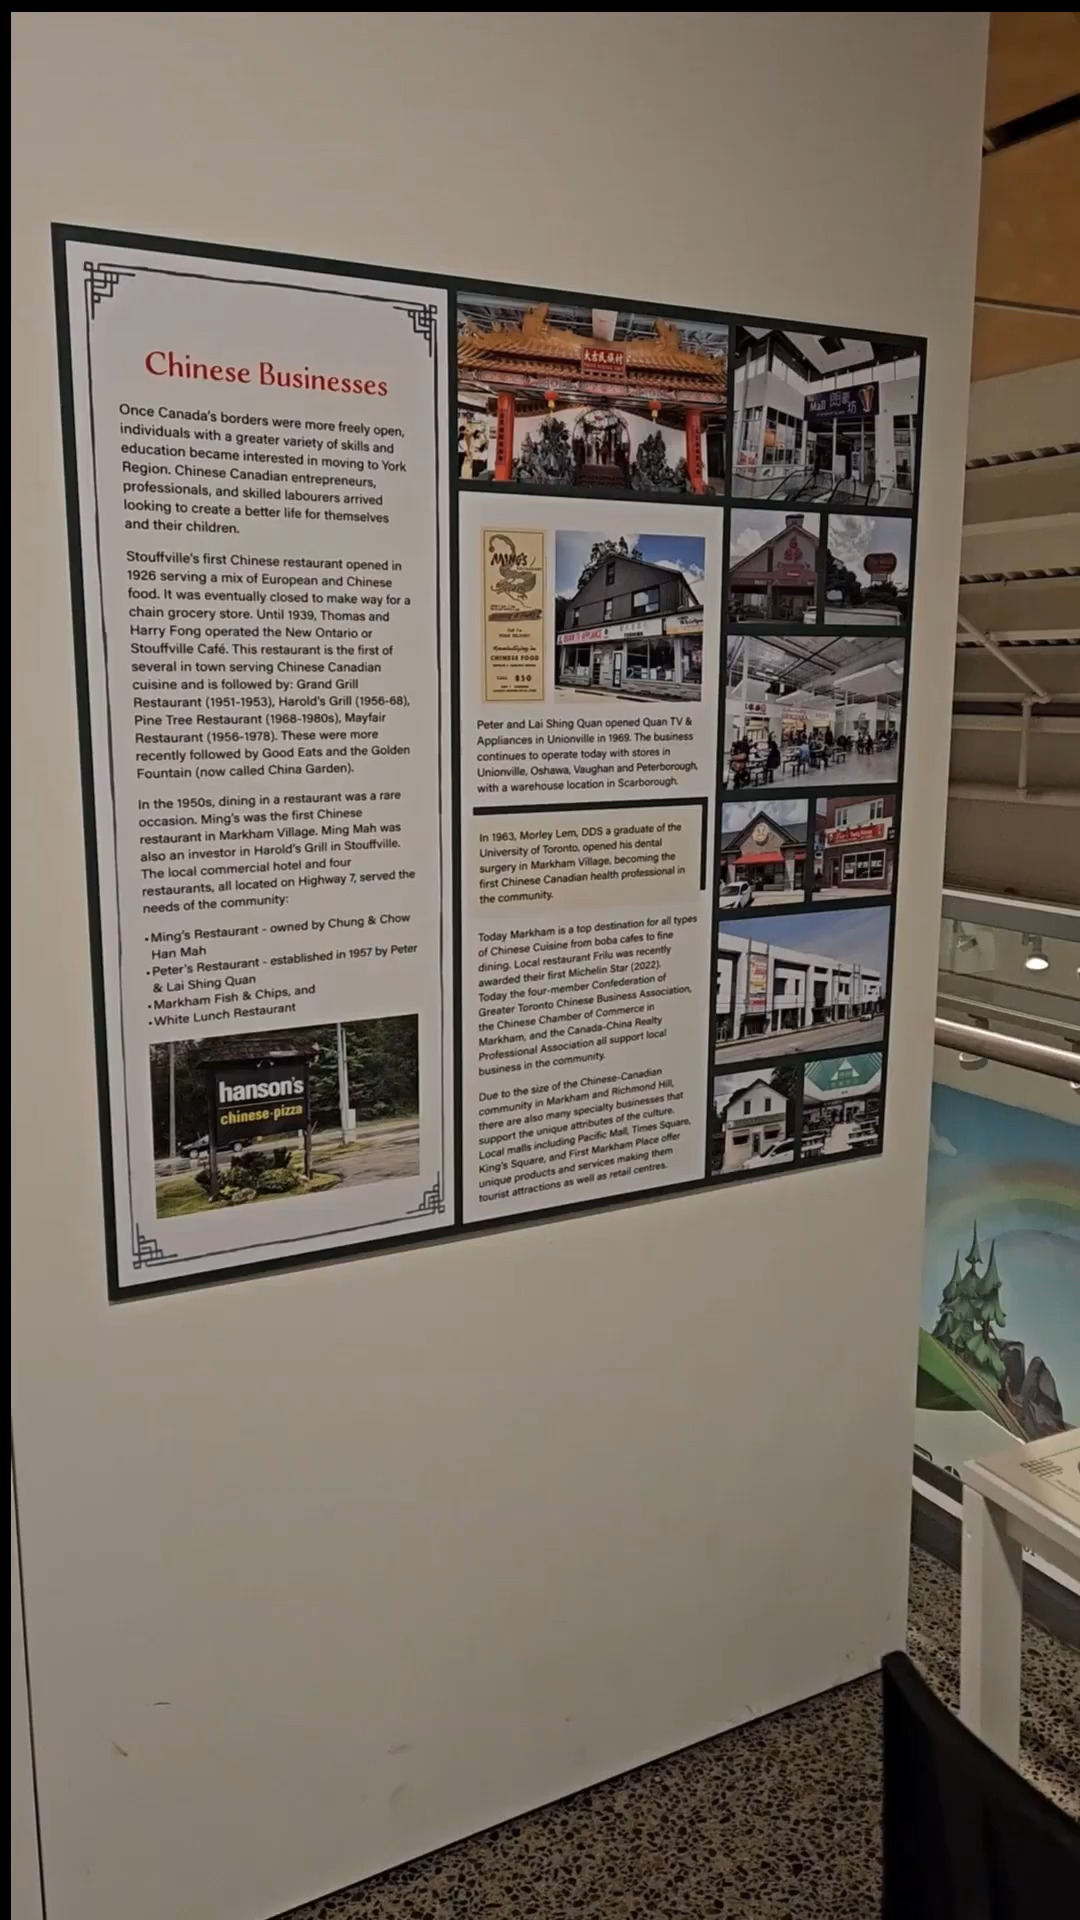 Chinese Businesses
Once Canada's borders were more freely open,
individuals with a greater variety of skills and
education became interested in moving to York
Region. Chinese Canadian entrepreneurs,
professionals, and skilled labourers arrived
looking to create a better life for themselves
and their children.
Stouffville's first Chinese restaurant opened in
1926 serving a mix of European and Chinese
food. It was eventually closed to make way for a
chain grocery store. Until 1939, Thomas and
Harry Fong operated the New Ontario or
Stouffville Café. This restaurant is the first of
several in town serving Chinese Canadian
cuisine and is followed by: Grand Grill
Restaurant (1951-1953), Harold's Grill (1956-68),
Pine Tree Restaurant (1968-1980s), Mayfair
Restaurant (1956-1978). These were more
recently followed by Good Eats and the Golden
Fountain (now called China Garden).
In the 1950s, dining in a restaurant was a rare
occasion. Ming's was the first Chinese
restaurant in Markham Village. Ming Mah was
also an investor in Harold's Grill in Stouffville.
The local commercial hotel and four
restaurants, all located on Highway 7, served the
needs of the community:
• Ming's Restaurant - owned by Chung & Chow
Han Mah
• Peter's Restaurant - established in 1957 by Peter
& Lai Shing Quan
• Markham Fish & Chips, and
• White Lunch Restaurant
hanson's
chinese·pizza
太古民族村
MING'S
CHINESE FOOD
850
TOSHIBA
Peter and Lai Shing Quan opened Quan TV &
Appliances in Unionville in 1969. The business
continues to operate today with stores in
Unionville, Oshawa, Vaughan and Peterborough,
with a warehouse location in Scarborough.
In 1963, Morley Lem, DDS a graduate of the
University of Toronto, opened his dental
surgery in Markham Village, becoming the
first Chinese Canadian health professional in
the community.
Today Markham is a top destination for all types
of Chinese Cuisine from boba cafes to fine
dining. Local restaurant Frilu was recently
awarded their first Michelin Star (2022).
Today the four-member Confederation of
Greater Toronto Chinese Business Association,
the Chinese Chamber of Commerce in
Markham, and the Canada-China Realty
Professional Association all support local
business in the community.
Due to the size of the Chinese-Canadian
community in Markham and Richmond Hill,
there are also many specialty businesses that
support the unique attributes of the culture.
Local malls including Pacific Mall, Times Square,
King's Square, and First Markham Place offer
unique products and services making them
tourist attractions as well as retail centres.
Mall